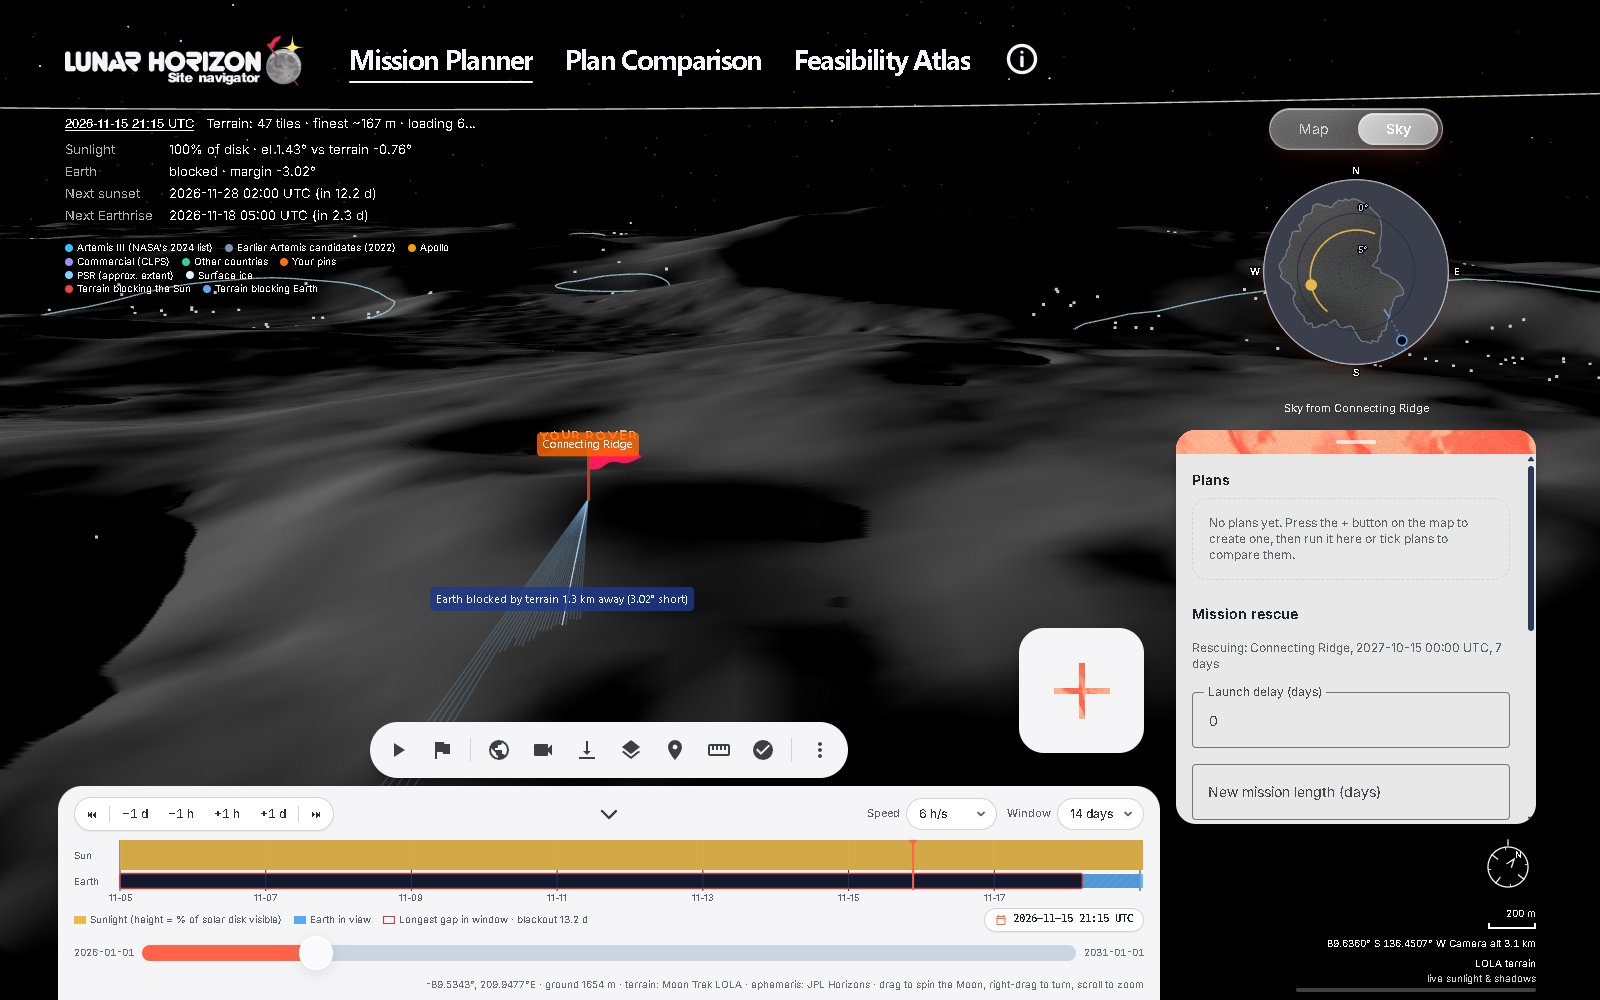 LUNAR HORIZON
Site navigator
Mission Planner
Plan Comparison
Feasibility Atlas
2026-11-15 21:15 UTC Terrain: 47 tiles · finest ~167 m · loading 6...
Sunlight 100% of disk · el.1.43° vs terrain -0.76°
Earth blocked · margin -3.02°
Next sunset 2026-11-28 02:00 UTC (in 12.2 d)
Next Earthrise 2026-11-18 05:00 UTC (in 2.3 d)
Artemis III (NASA's 2024 list) Earlier Artemis candidates (2022) Apollo
Commercial (CLPS) Other countries Your pins
PSR (approx. extent) Surface ice
Terrain blocking the Sun Terrain blocking Earth
Map Sky
N
0°
5°
W E
S
Sky from Connecting Ridge
YOUR ROVER
Connecting Ridge
Earth blocked by terrain 1.3 km away (3.02° short)
Plans
No plans yet. Press the + button on the map to
create one, then run it here or tick plans to
compare them.
Mission rescue
Rescuing: Connecting Ridge, 2027-10-15 00:00 UTC, 7
days
Launch delay (days)
0
New mission length (days)
−1 d −1 h +1 h +1 d
Speed 6 h/s Window 14 days
Sun
Earth
11-05 11-07 11-09 11-11 11-13 11-15 11-17
Sunlight (height = % of solar disk visible) Earth in view Longest gap in window · blackout 13.2 d
2026-11-15 21:15 UTC
2026-01-01 2031-01-01
-89.5343°, 209.9477°E · ground 1654 m · terrain: Moon Trek LOLA · ephemeris: JPL Horizons · drag to spin the Moon, right-drag to turn, scroll to zoom
N
200 m
89.6360° S 136.4507° W Camera alt 3.1 km
LOLA terrain
live sunlight & shadows